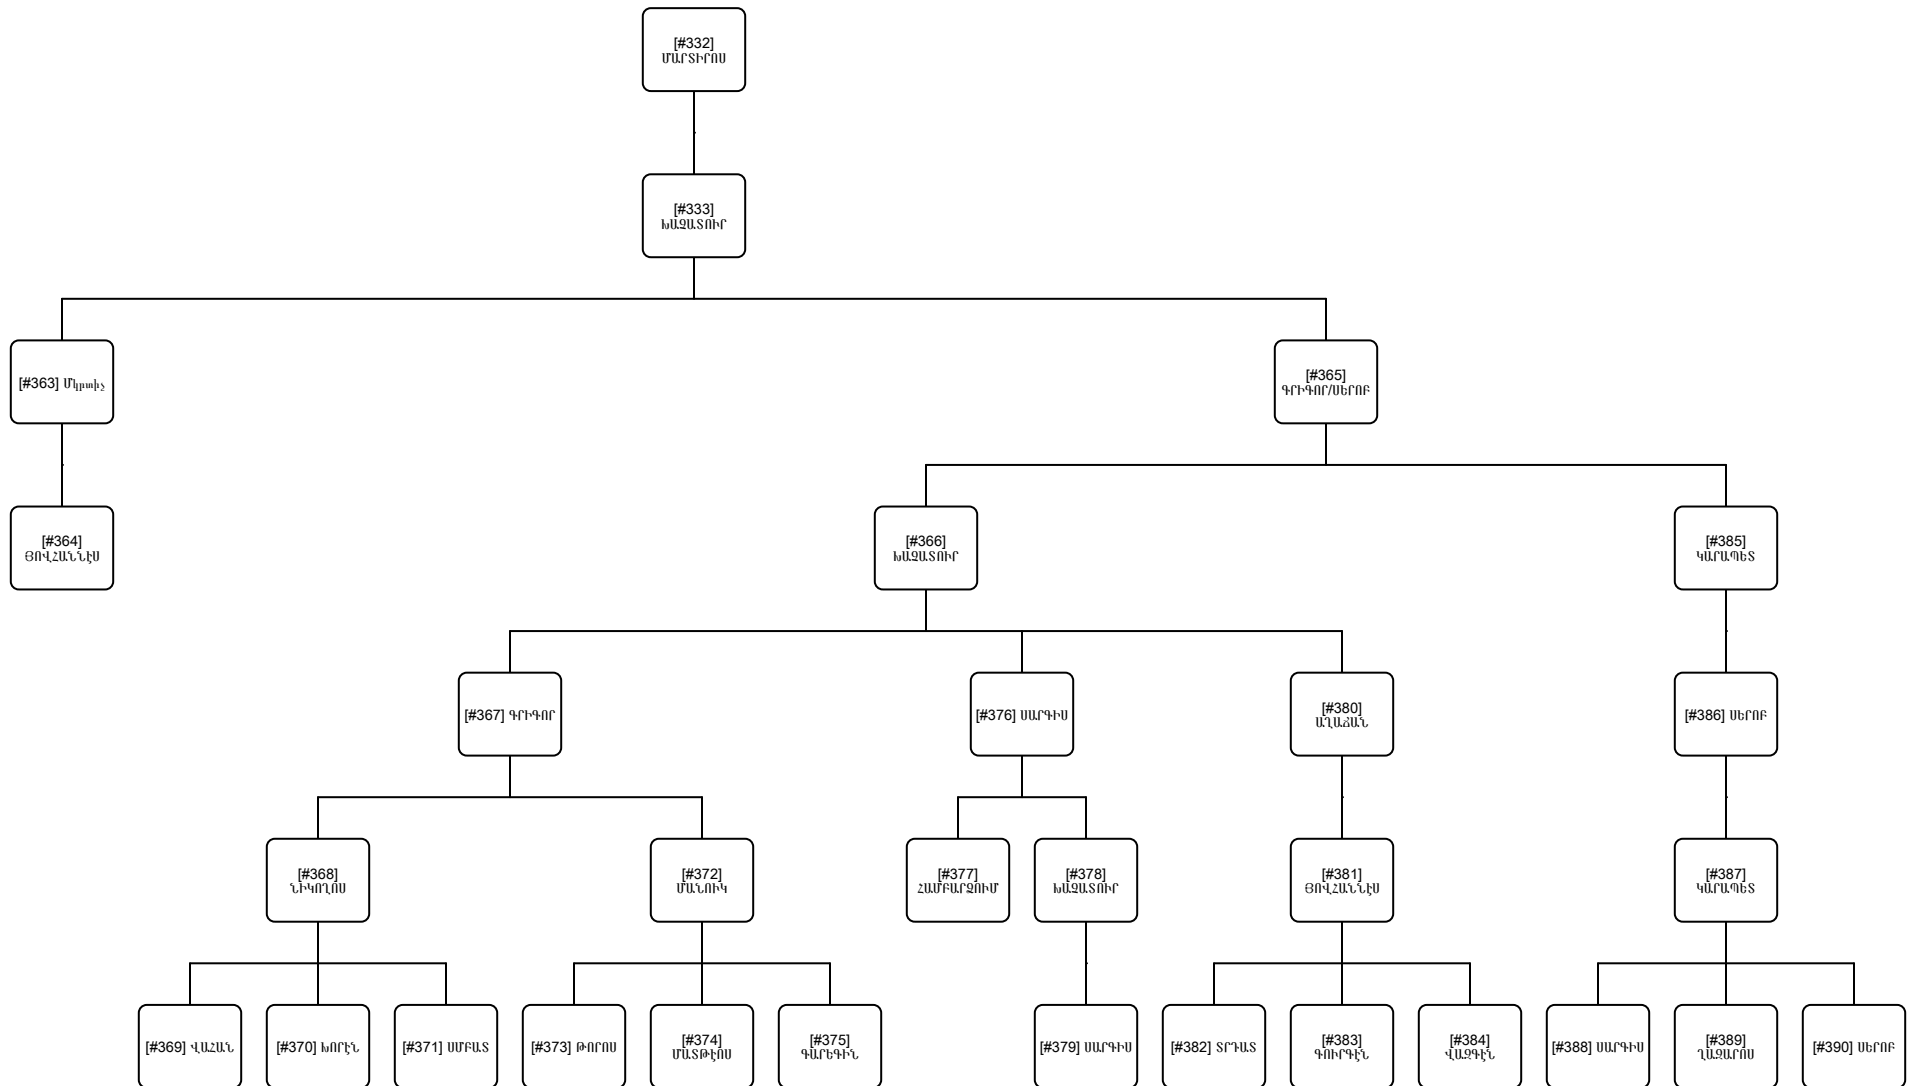 [#332]
ՄԱՐՏԻՐՈՍ
[#333]
ԽԱՉԱՏՈՒՐ
[#363] Մկրտիչ
[#365]
ԳՐԻԳՈՐ/ՍԵՐՈԲ
[#364]
ՅՈՎՀԱՆՆԷՍ
[#366]
ԽԱՉԱՏՈՒՐ
[#385]
ԿԱՐԱՊԵՏ
[#367] ԳՐԻԳՈՐ
[#376] ՍԱՐԳԻՍ
[#380]
ԱՂԱՃԱՆ
[#386] ՍԵՐՈԲ
[#368]
ՆԻԿՈՂՈՍ
[#372]
ՄԱՆՈՒԿ
[#377]
ՀԱՄԲԱՐՁՈՒՄ
[#378]
ԽԱՉԱՏՈՒՐ
[#381]
ՅՈՎՀԱՆՆԷՍ
[#387]
ԿԱՐԱՊԵՏ
[#369] ՎԱՀԱՆ
[#370] ԽՈՐԷՆ
[#371] ՍՄԲԱՏ
[#373] ԹՈՐՈՍ
[#374]
ՄԱՏԹԷՈՍ
[#375]
ԳԱՐԵԳԻՆ
[#379] ՍԱՐԳԻՍ
[#382] ՏՐԴԱՏ
[#383]
ԳՈՒՐԳԷՆ
[#384]
ՎԱԶԳԷՆ
[#388] ՍԱՐԳԻՍ
[#389]
ՂԱԶԱՐՈՍ
[#390] ՍԵՐՈԲ